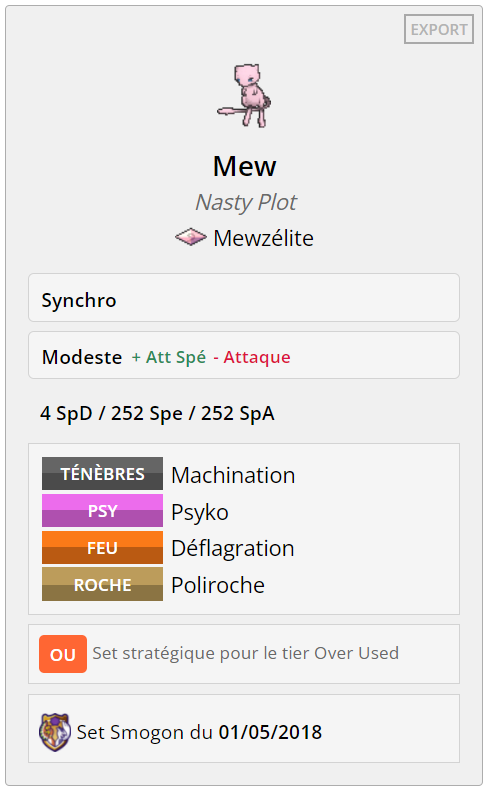 EXPORT
Mew
Nasty Plot
Mewzélite
Synchro
Modeste + Att Spé - Attaque
4 SpD / 252 Spe / 252 SpA
TÉNÈBRES Machination
PSY Psyko
FEU Déflagration
ROCHE Poliroche
OU Set stratégique pour le tier Over Used
Set Smogon du 01/05/2018